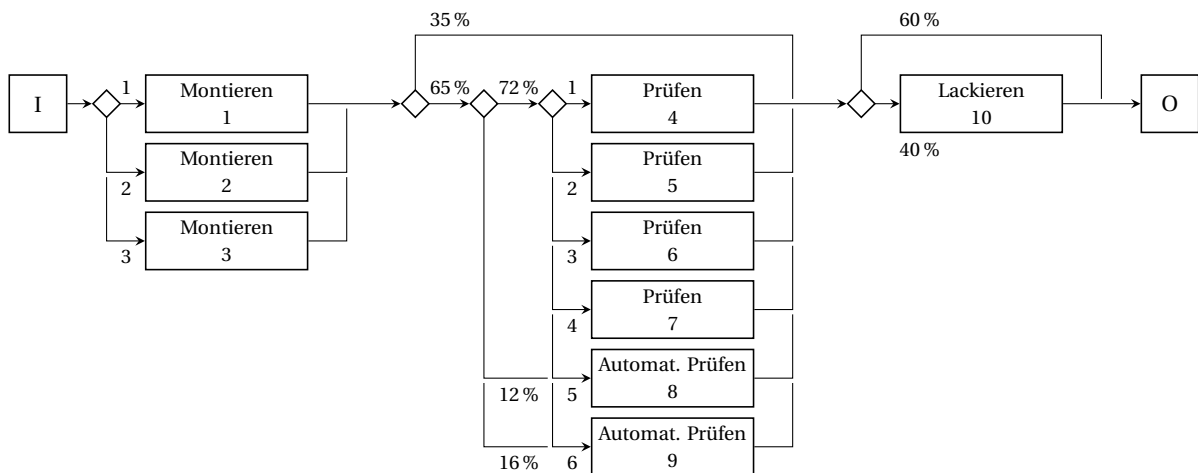 35 %
60 %
I
1
Montieren
1
65 %
72 %
1
Prüfen
4
Lackieren
10
O
40 %
2
Montieren
2
2
Prüfen
5
3
Montieren
3
3
Prüfen
6
4
Prüfen
7
12 %
5
Automat. Prüfen
8
16 %
6
Automat. Prüfen
9